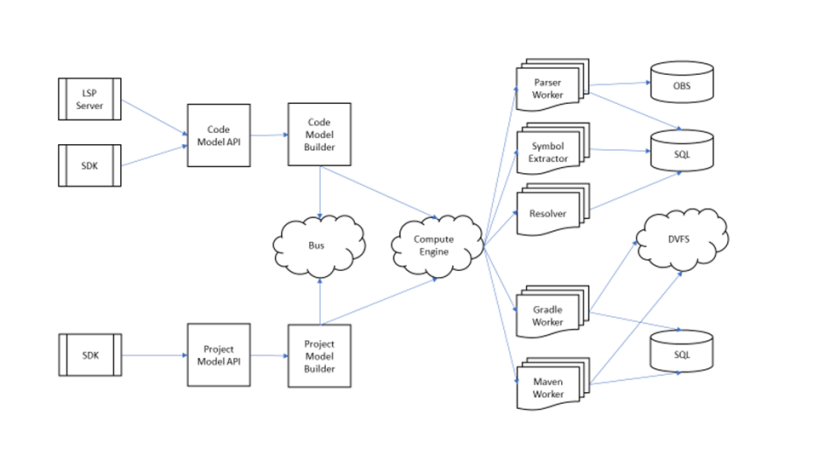 LSP
Server
SDK
Code
Model API
Code
Model
Builder
Bus
Compute
Engine
Parser
Worker
Symbol
Extractor
Resolver
OBS
SQL
DVFS
SDK
Project
Model API
Project
Model
Builder
Gradle
Worker
Maven
Worker
SQL